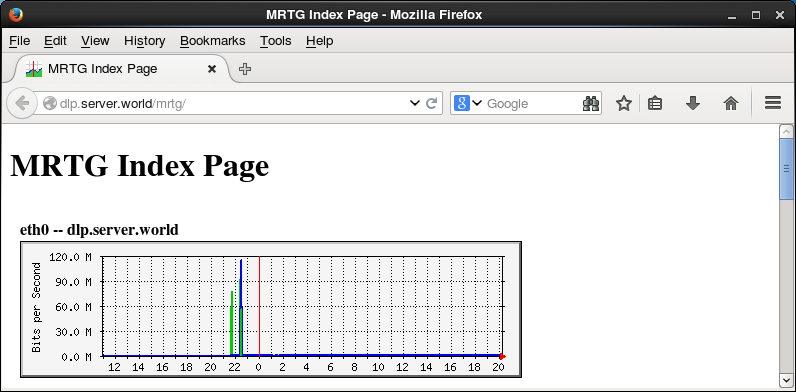 MRTG Index Page - Mozilla Firefox
File Edit View History Bookmarks Tools Help
MRTG Index Page
dlp.server.world/mrtg/ 8 Google
MRTG Index Page
eth0 -- dlp.server.world
Bits per Second
120.0 M
90.0 M
60.0 M
30.0 M
0.0 M
12 14 16 18 20 22 0 2 4 6 8 10 12 14 16 18 20